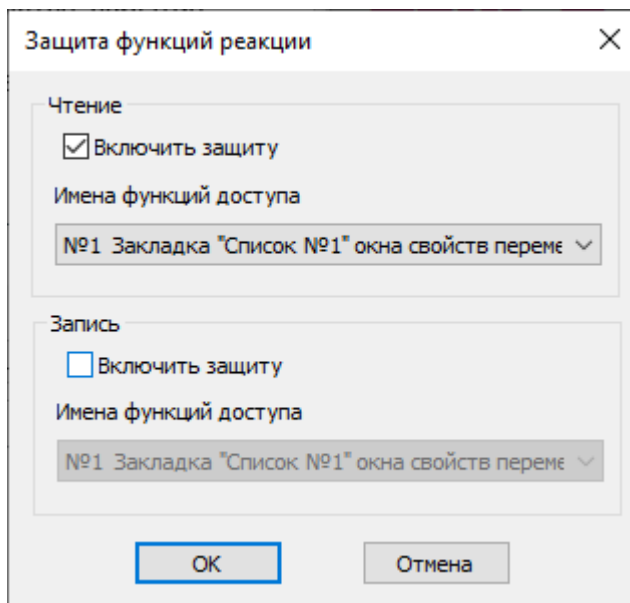 Защита функций реакции
Чтение
Включить защиту
Имена функций доступа
№1 Закладка "Список №1" окна свойств переме
Запись
Включить защиту
Имена функций доступа
№1 Закладка "Список №1" окна свойств переме
OK
Отмена